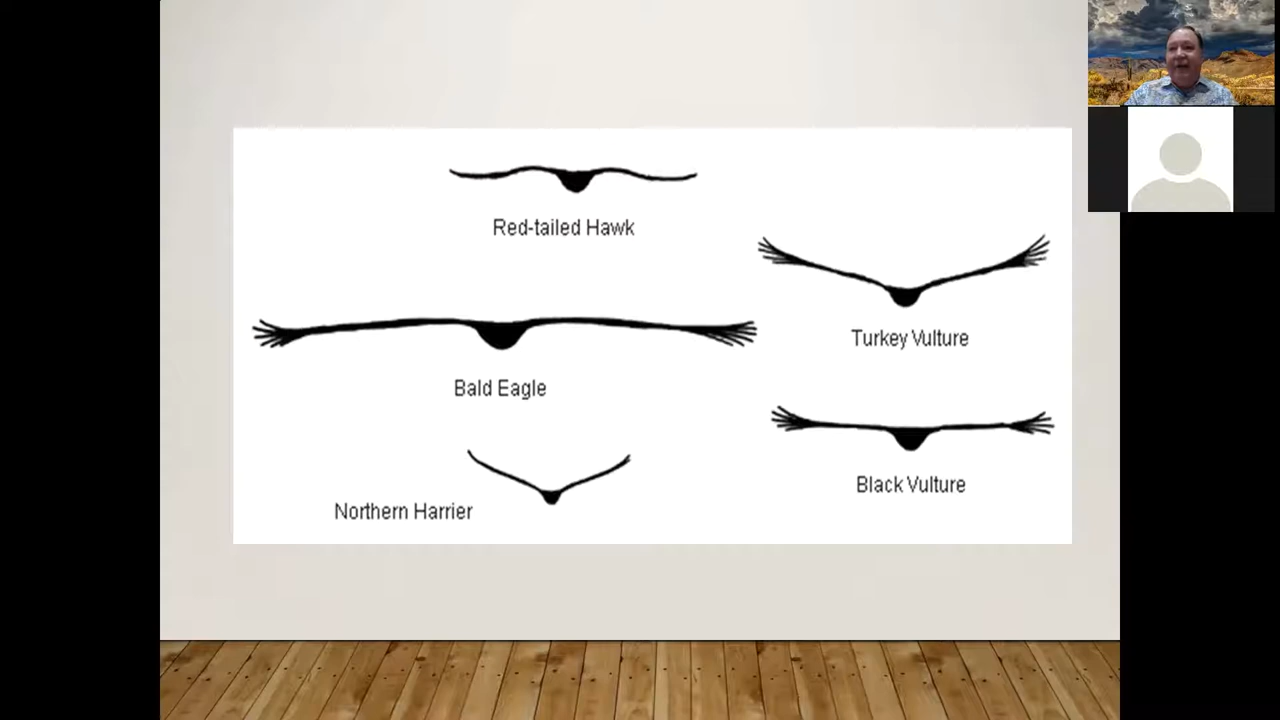 Red-tailed Hawk
Turkey Vulture
Bald Eagle
Black Vulture
Northern Harrier